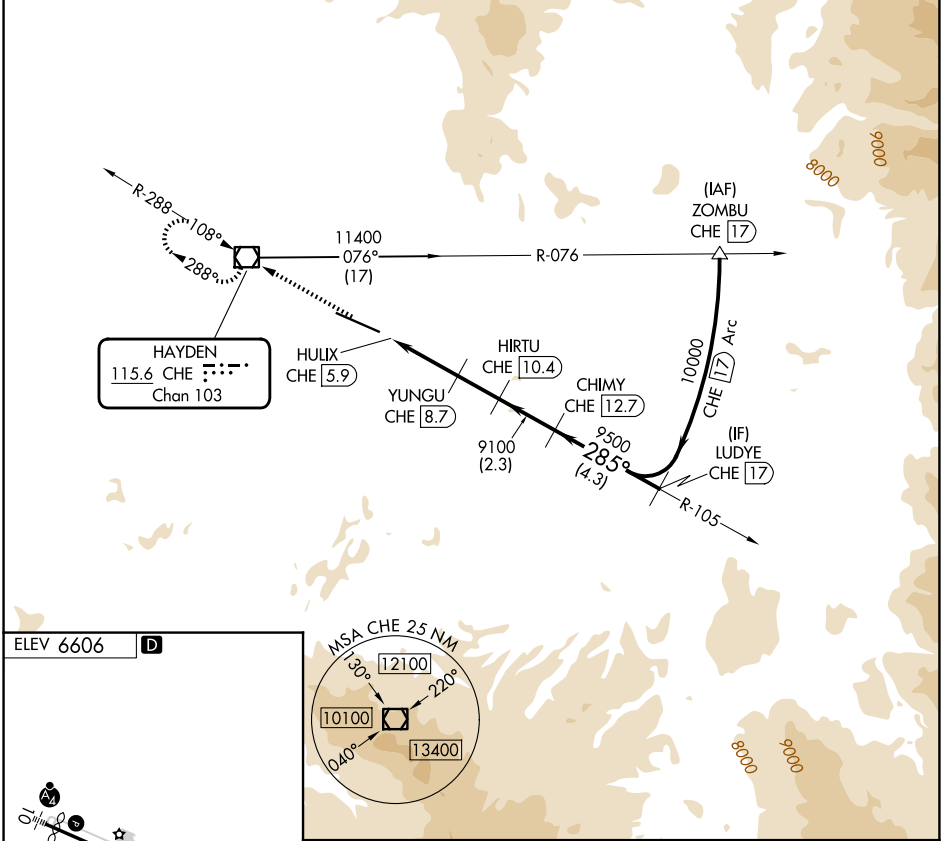 9000
8000
(IAF)
ZOMBU
CHE 17
R-288
108°
288°
11400
076°
(17)
R-076
HAYDEN
115.6 CHE
Chan 103
HULIX
CHE 5.9
HIRTU
CHE 10.4
YUNGU
CHE 8.7
CHIMY
CHE 12.7
9100
(2.3)
9500
285°
(4.3)
10000
CHE 17 Arc
(IF)
LUDYE
CHE 17
R-105
ELEV 6606 D
MSA CHE 25 NM
130°
12100
220°
10100
040°
13400
8000
9000
A4
P
10